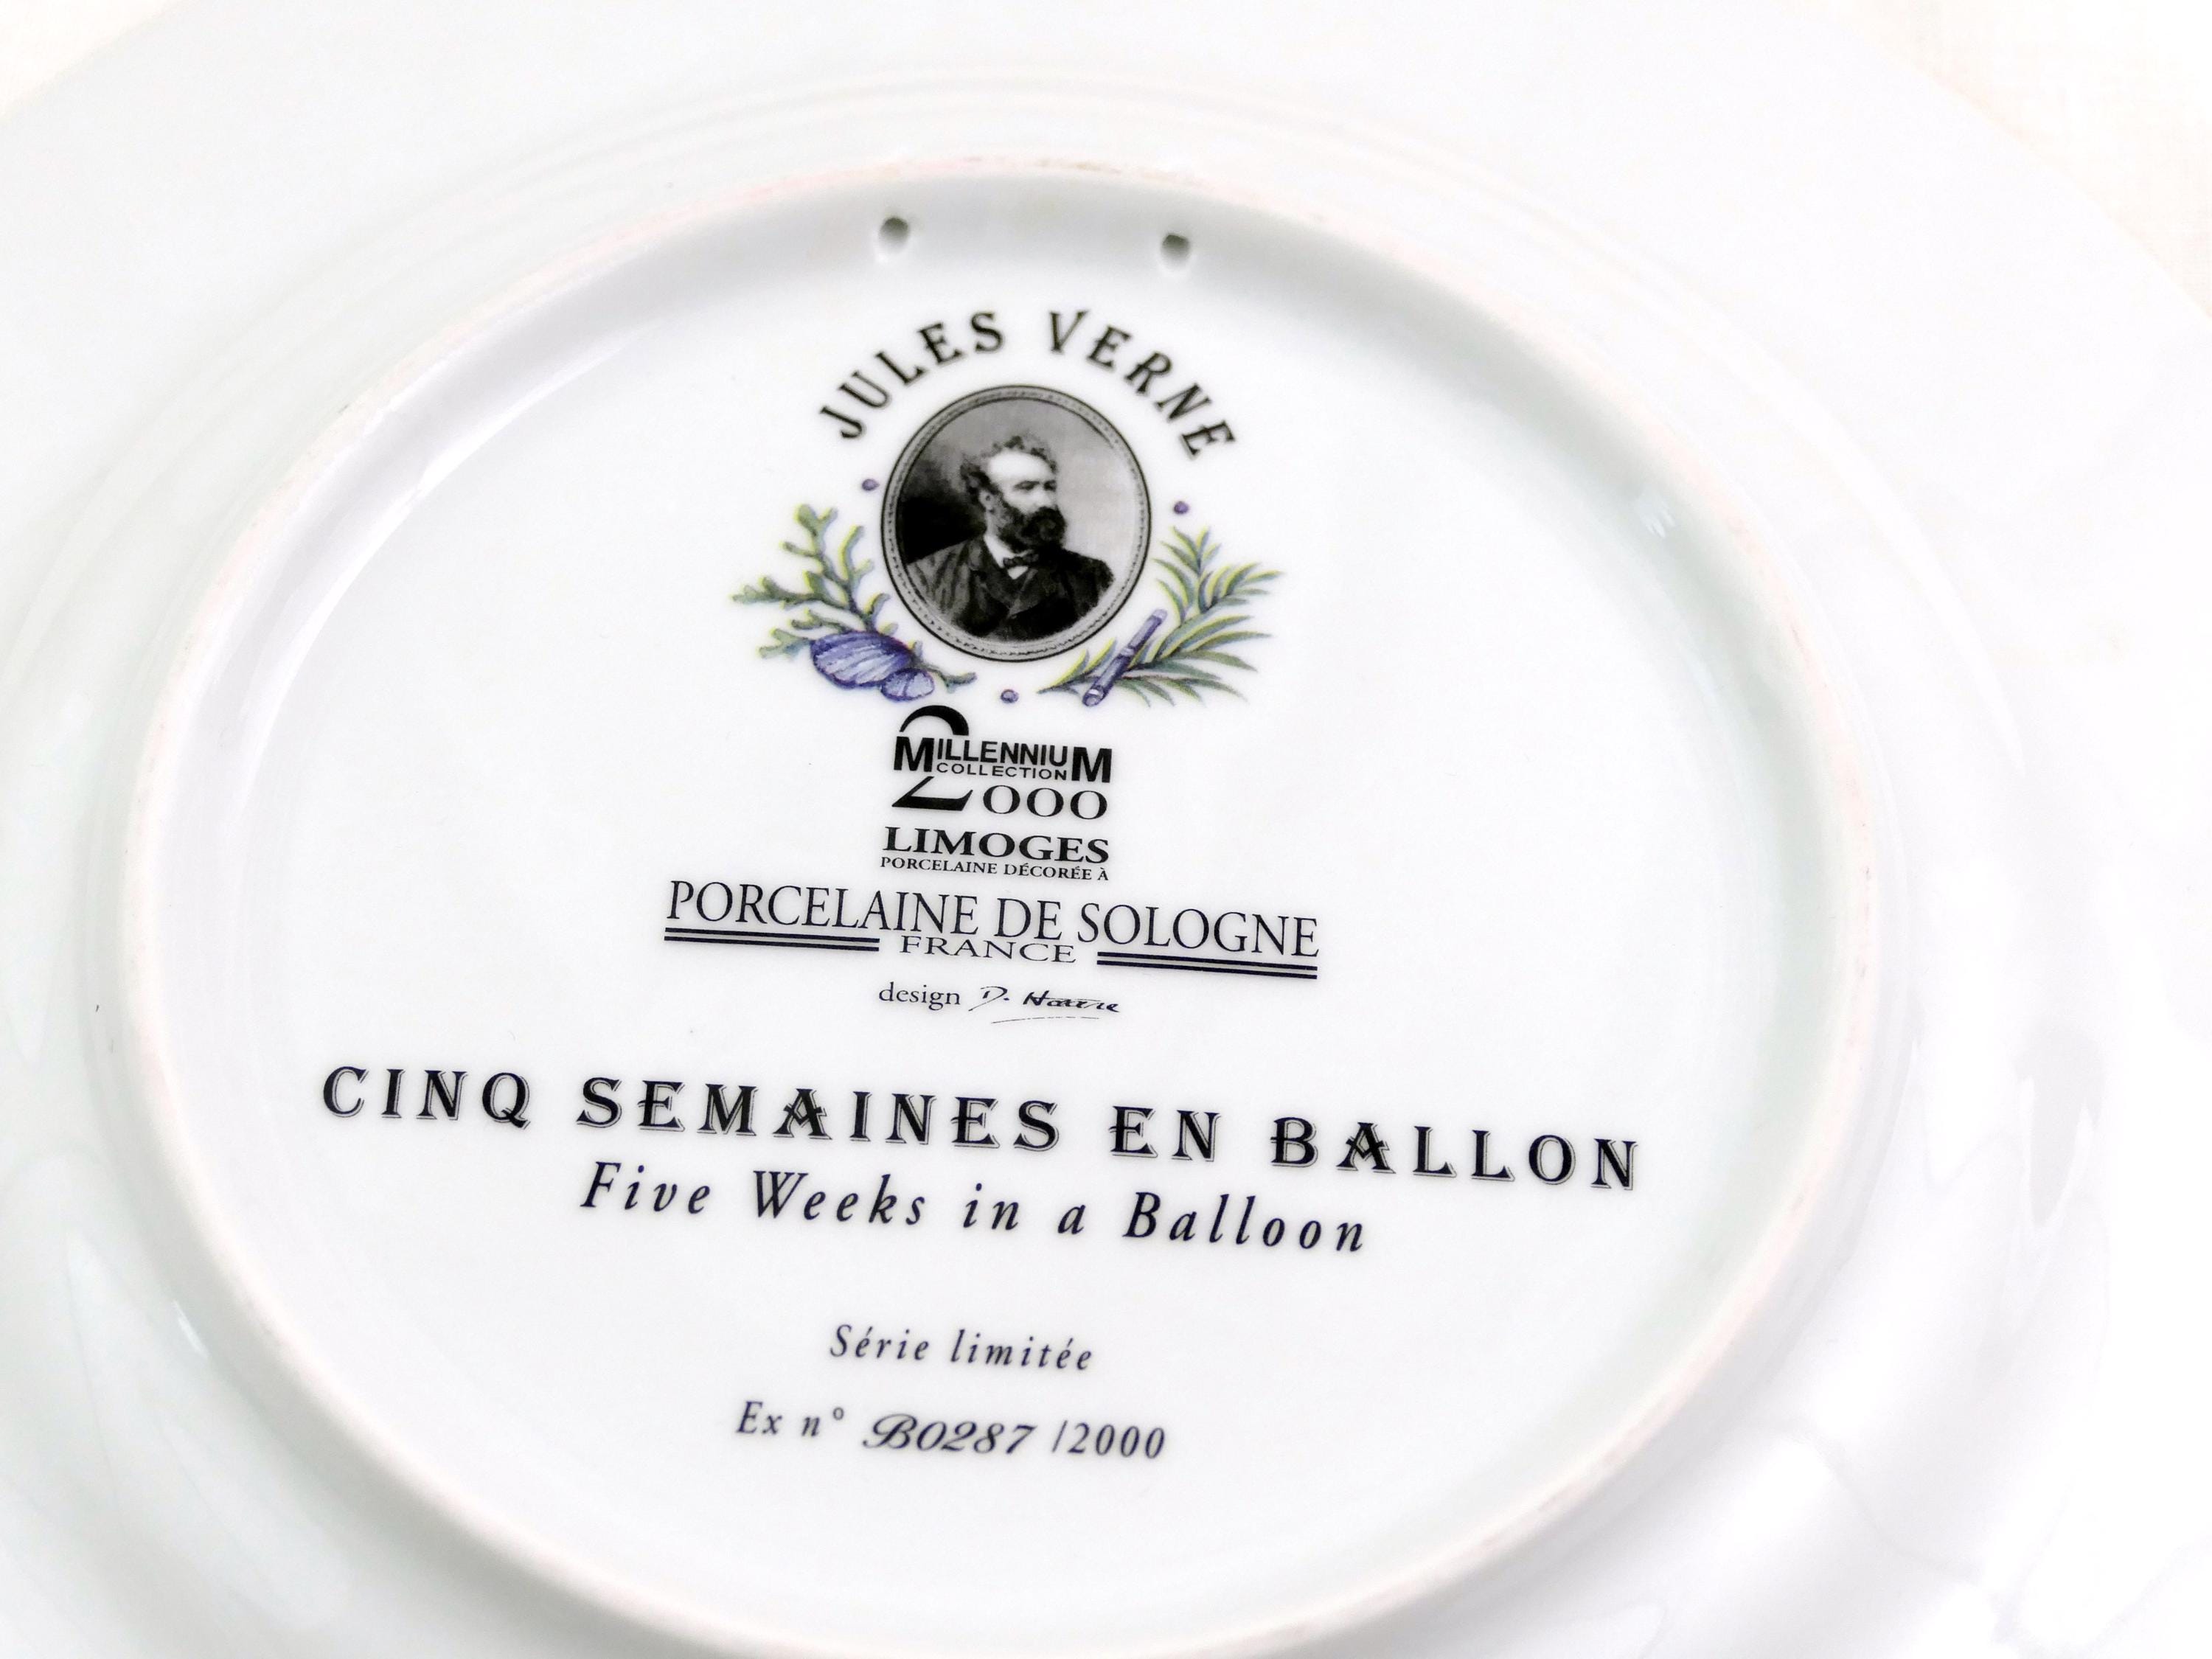 JULES VERNE
MILLENNIUM
COLLECTION
2000
LIMOGES
PORCELAINE DÉCORÉE À
PORCELAINE DE SOLOGNE
FRANCE
design D.
CINQ SEMAINES EN BALLON
Five Weeks in a Balloon
Série limitée
Ex n° B0287 /2000